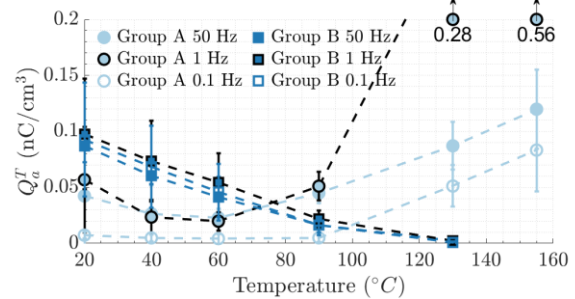 0.2
0.15
0.1
0.05
0
Group A 50 Hz
Group B 50 Hz
Group A 1 Hz
Group B 1 Hz
Group A 0.1 Hz
Group B 0.1 Hz
0.28
0.56
20 40 60 80 100 120 140 160
Temperature (°C)
Q_a^T (nC/cm³)